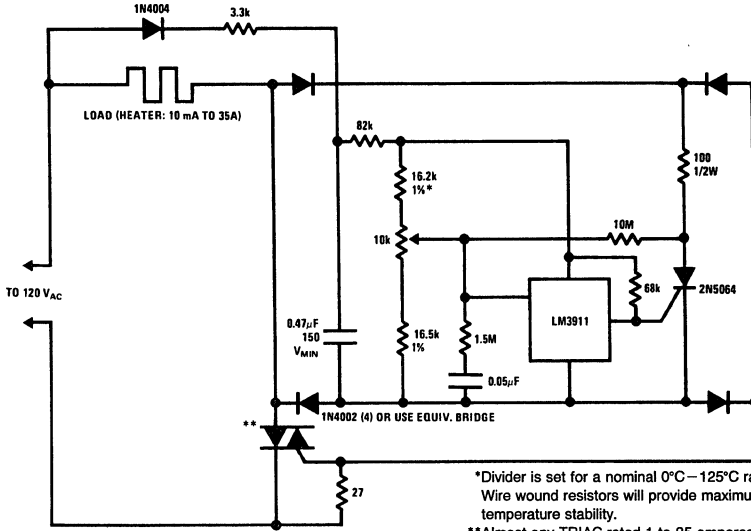 1N4004
3.3k
LOAD (HEATER: 10 mA TO 35A)
82k
100
1/2W
16.2k
1%*
10M
10k
2N5064
TO 120 VAC
68k
LM3911
0.47µF
150
VMIN
16.5k
1%
1.5M
0.05µF
1N4002 (4) OR USE EQUIV. BRIDGE
**
27
*Divider is set for a nominal 0°C–125°C ra
Wire wound resistors will provide maximu
temperature stability.
**Almost any TRIAC rated 1 to 35 amperes